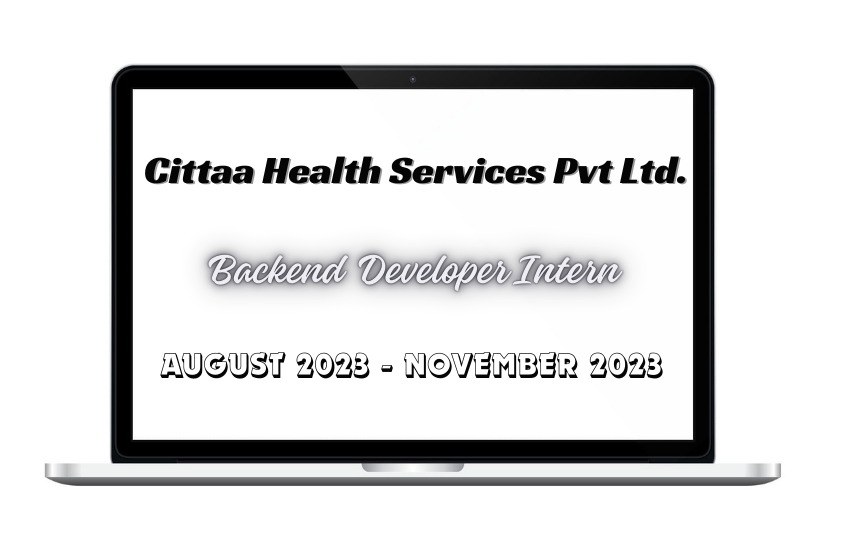 Cittaa Health Services Pvt Ltd.
Backend Developer Intern
AUGUST 2023 - NOVEMBER 2023